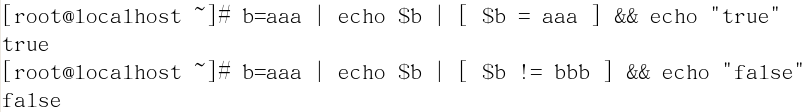 [root@localhost ~]# b=aaa | echo $b | [ $b = aaa ] && echo "true"
true
[root@localhost ~]# b=aaa | echo $b | [ $b != bbb ] && echo "false"
false